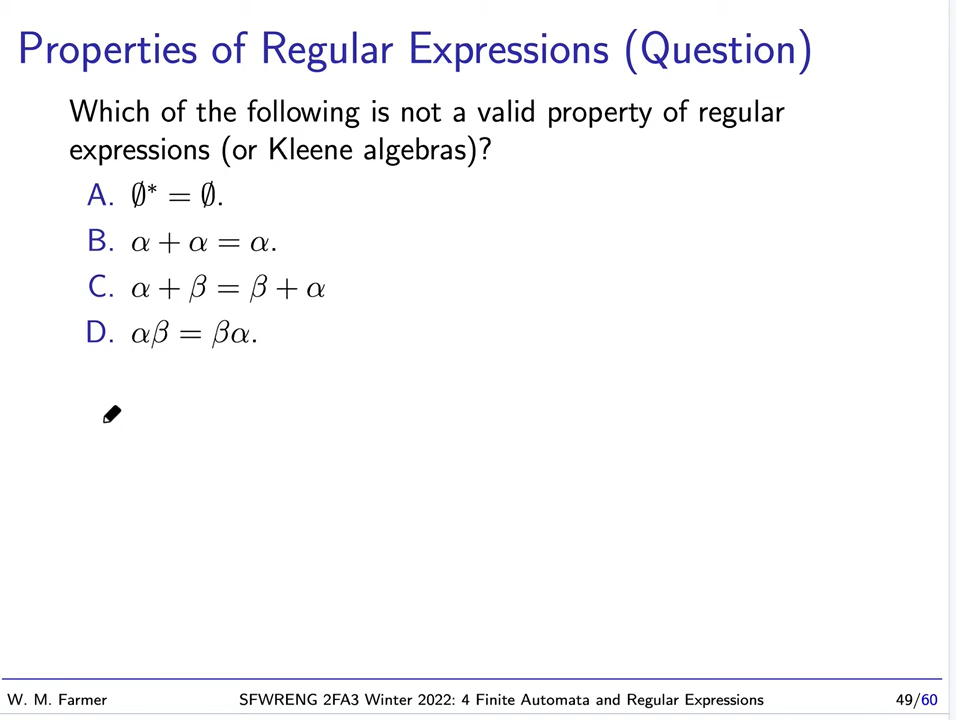 Properties of Regular Expressions (Question)
Which of the following is not a valid property of regular
expressions (or Kleene algebras)?
A. ∅* = ∅.
B. α + α = α.
C. α + β = β + α
D. αβ = βα.
W. M. Farmer SFWRENG 2FA3 Winter 2022: 4 Finite Automata and Regular Expressions 49/60